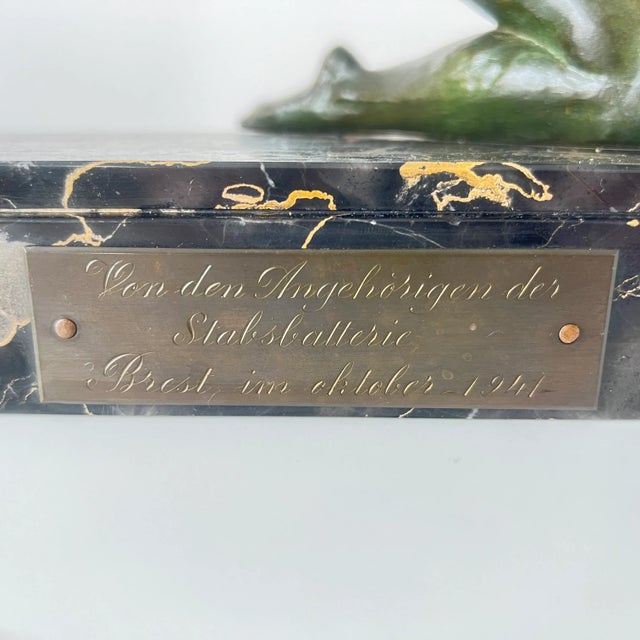 Von den Angehörigen der
Stabsbatterie
Brest, im oktober - 1941